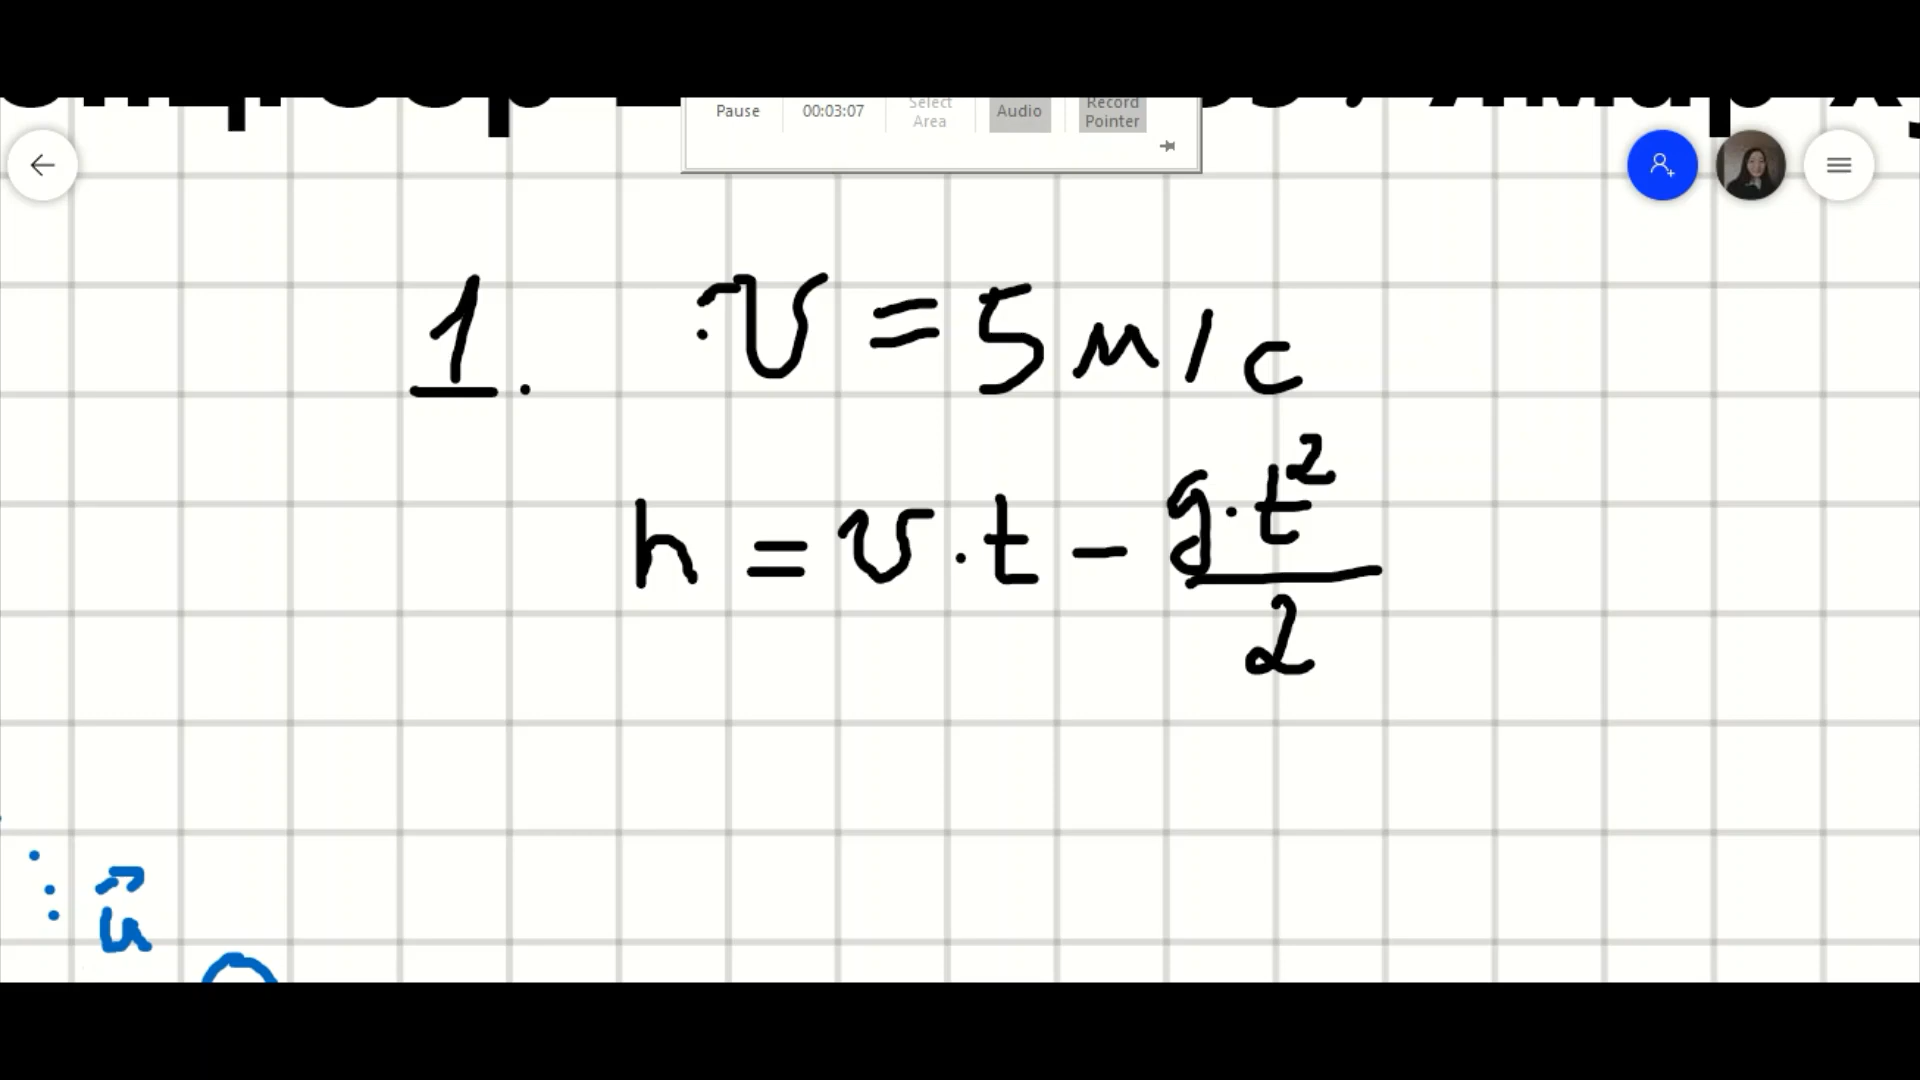 Pause 00:03:07 Select Area Audio Record Pointer
1. v = 5 м/с
h = v · t − g · t² / 2
u